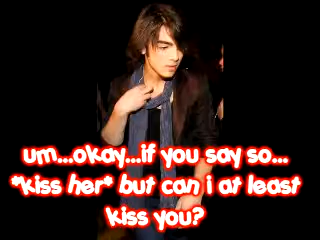 um...okay...if you say so...
*kiss her* but can i at least
kiss you?